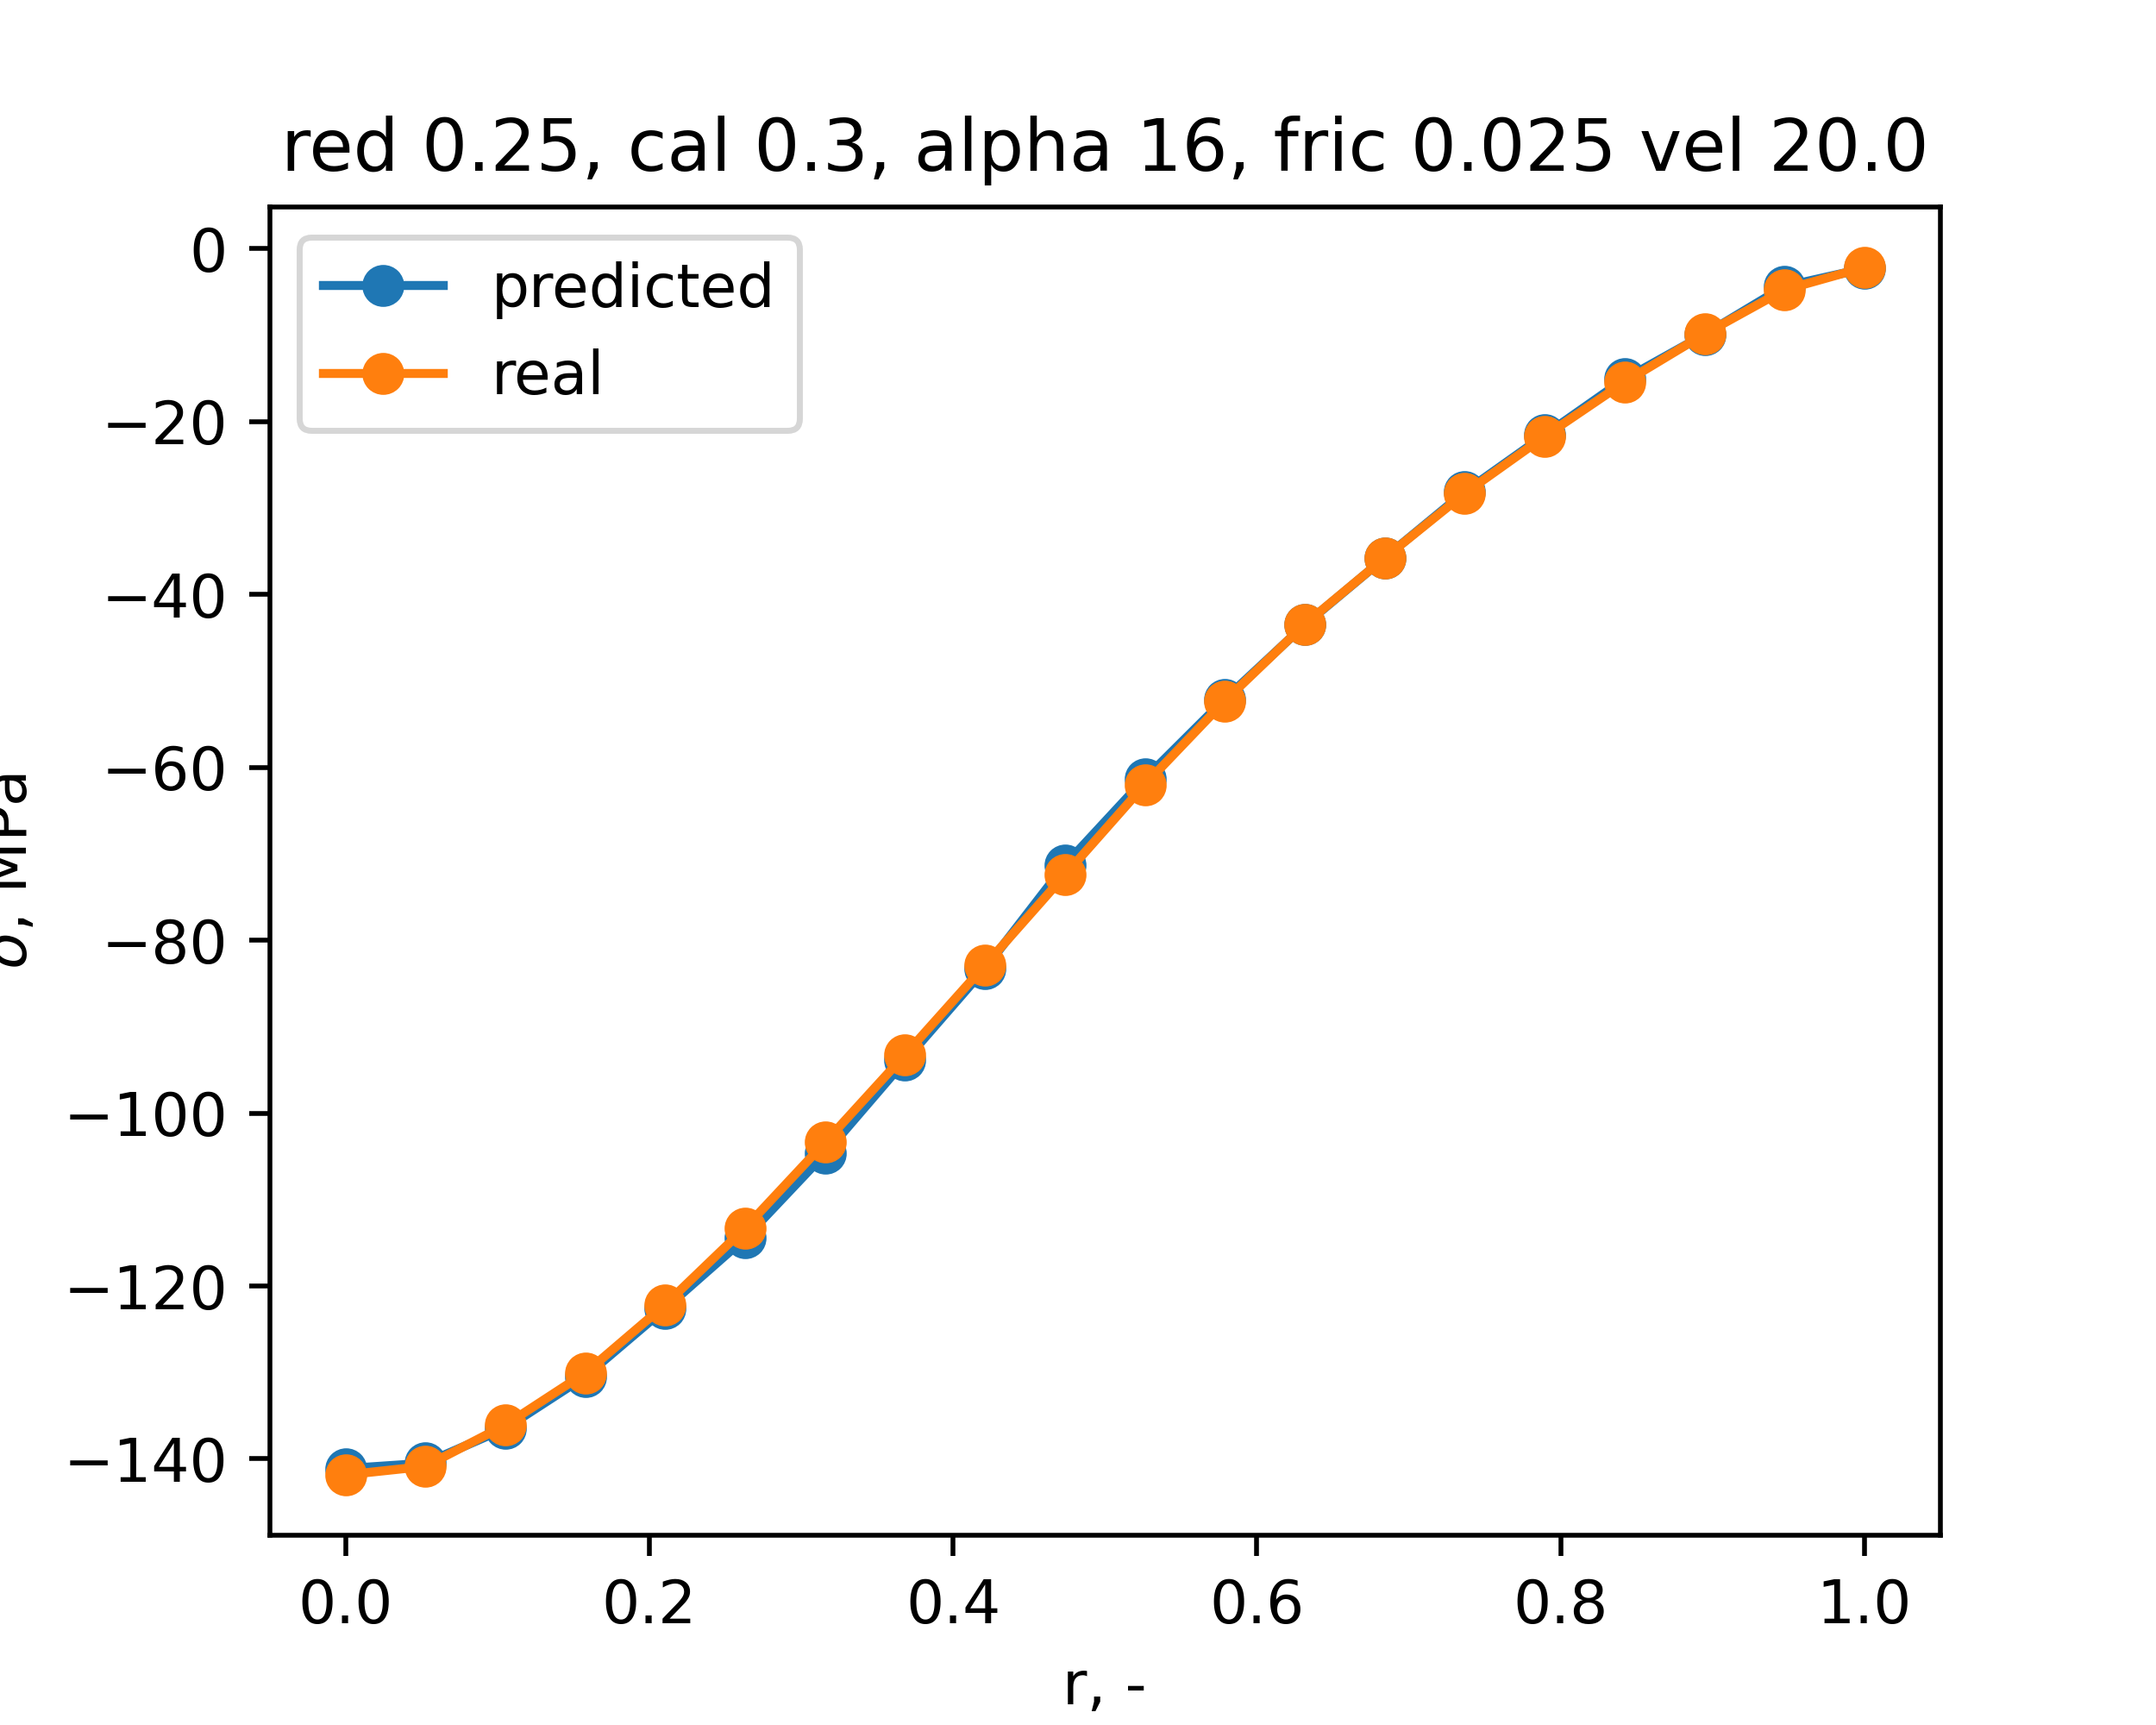 red 0.25, cal 0.3, alpha 16, fric 0.025 vel 20.0
predicted
real
0
−20
−40
−60
−80
−100
−120
−140
σ, MPa
0.0 0.2 0.4 0.6 0.8 1.0
r, -